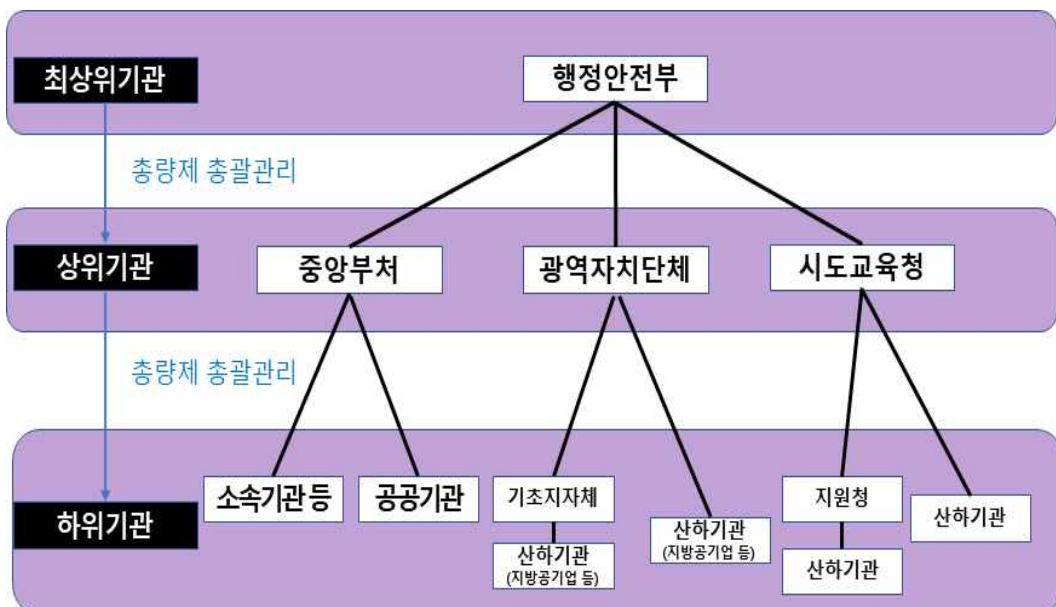 최상위기관
행정안전부
총량제 총괄관리
상위기관
중앙부처
광역자치단체
시도교육청
총량제 총괄관리
하위기관
소속기관 등
공공기관
기초지자체
산하기관
(지방공기업 등)
산하기관
(지방공기업 등)
지원청
산하기관
산하기관